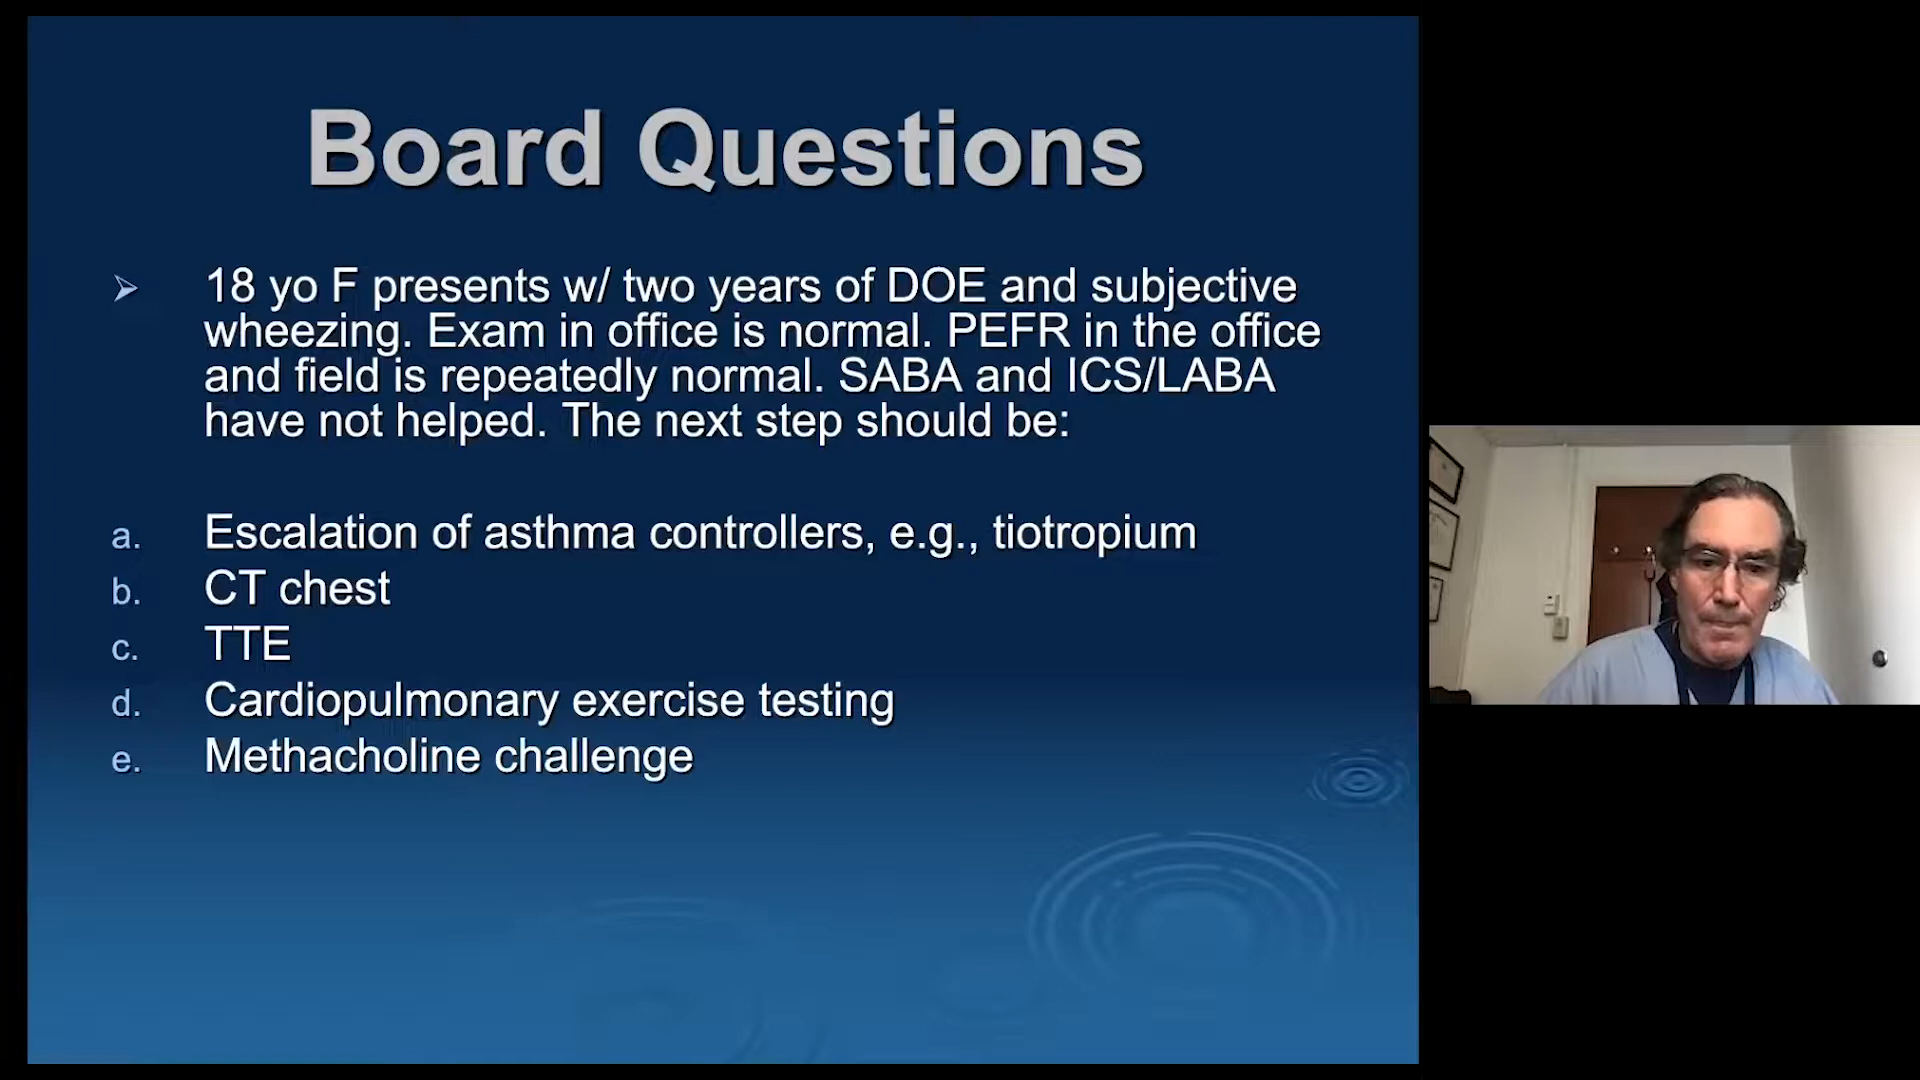 Board Questions
18 yo F presents w/ two years of DOE and subjective
wheezing. Exam in office is normal. PEFR in the office
and field is repeatedly normal. SABA and ICS/LABA
have not helped. The next step should be:
a. Escalation of asthma controllers, e.g., tiotropium
b. CT chest
c. TTE
d. Cardiopulmonary exercise testing
e. Methacholine challenge